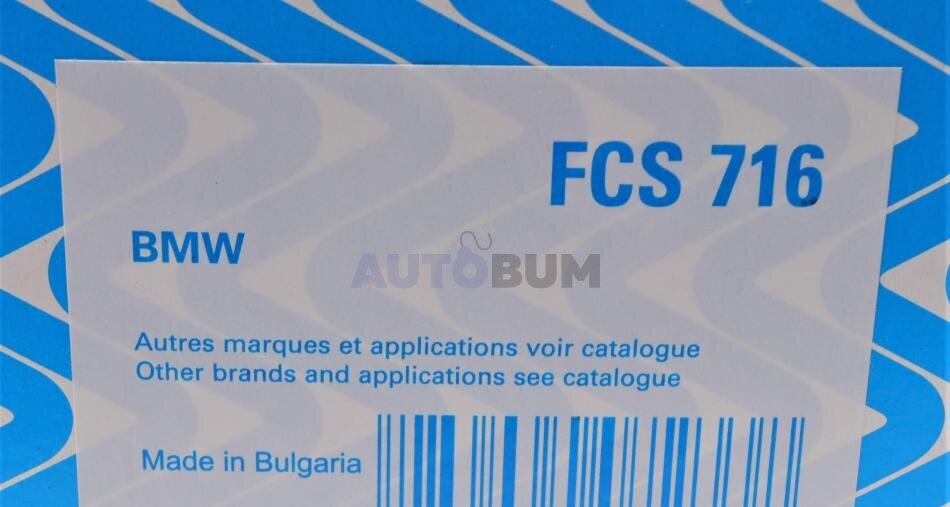 FCS 716
BMW
AUTOBUM
Autres marques et applications voir catalogue
Other brands and applications see catalogue
Made in Bulgaria